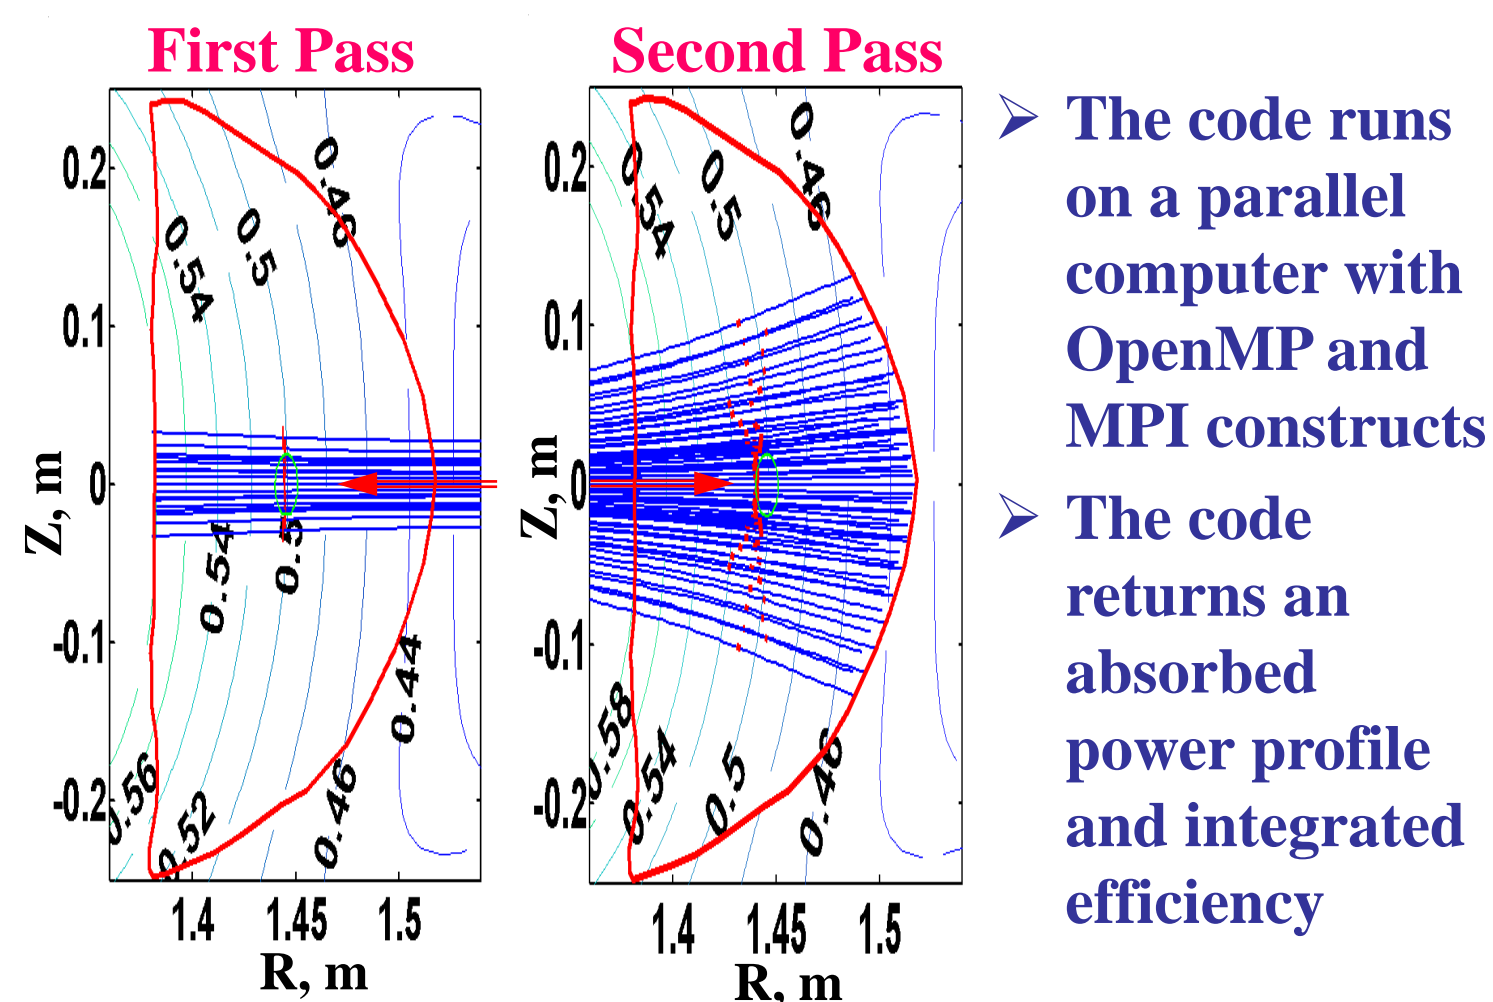 First Pass
0.2
0.1
0
-0.1
-0.2
Z, m
1.4 1.45 1.5
R, m
0.46
0.5
0.54
0.54
0.5
0.44
0.46
0.56
0.52
Second Pass
0.2
0.1
0
-0.1
-0.2
Z, m
1.4 1.45 1.5
R, m
0.46
0.5
0.54
0.58
0.54
0.5
0.46
➢ The code runs
on a parallel
computer with
OpenMP and
MPI constructs
➢ The code
returns an
absorbed
power profile
and integrated
efficiency